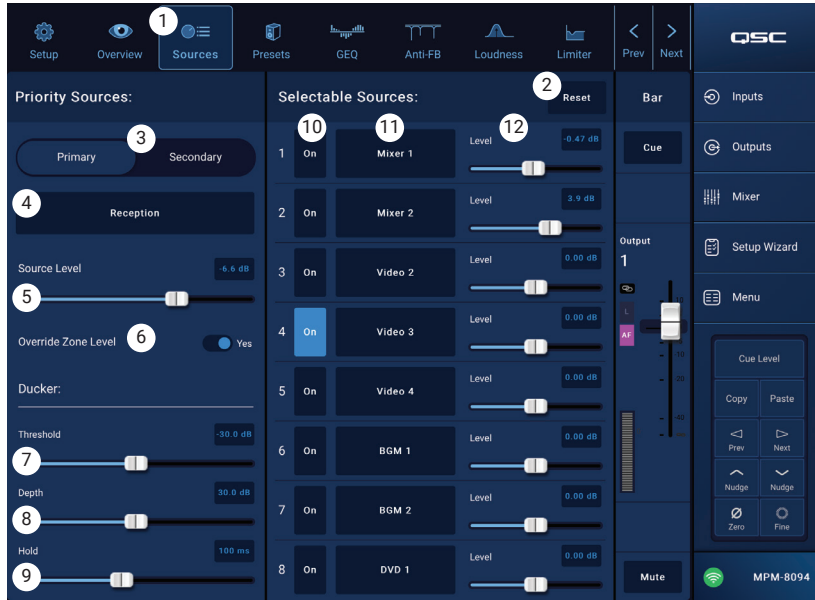 1
Setup
Overview
Sources
Presets
GEQ
Anti-FB
Loudness
Limiter
Prev
Next
QSC
Priority Sources:
Selectable Sources:
2
Reset
Bar
Inputs
Outputs
Mixer
Setup Wizard
Menu
3
Primary
Secondary
4
Reception
Source Level
-6.6 dB
5
Override Zone Level
6
Yes
Ducker:
Threshold
-30.0 dB
7
Depth
30.0 dB
8
Hold
100 ms
9
10
11
12
1
On
Mixer 1
Level
-0.47 dB
2
On
Mixer 2
Level
3.9 dB
3
On
Video 2
Level
0.00 dB
4
On
Video 3
Level
0.00 dB
5
On
Video 4
Level
0.00 dB
6
On
BGM 1
Level
0.00 dB
7
On
BGM 2
Level
0.00 dB
8
On
DVD 1
Level
0.00 dB
Cue
Output
1
L
AF
10
-10
-30
-40
Mute
Cue Level
Copy
Paste
Prev
Next
Nudge
Nudge
Zero
Fine
MPM-8094